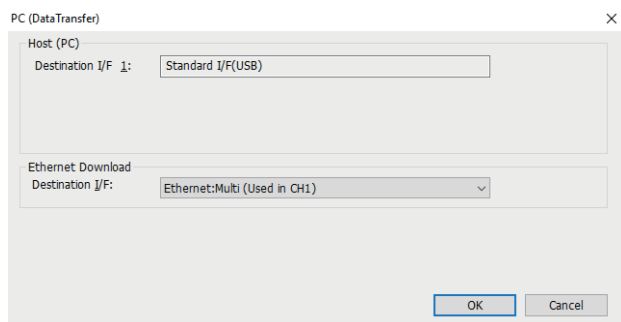 PC (DataTransfer)
Host (PC)
Destination I/F 1: Standard I/F(USB)
Ethernet Download
Destination I/F: Ethernet:Multi (Used in CH1)
OK Cancel